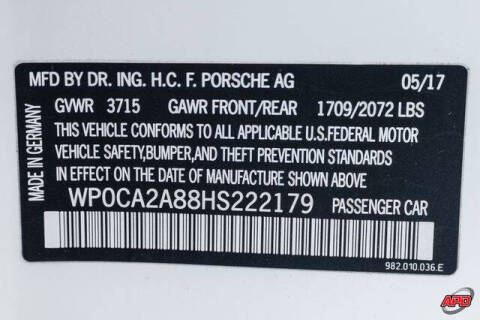 MFD BY DR. ING. H.C. F. PORSCHE AG 05/17
GVWR 3715 GAWR FRONT/REAR 1709/2072 LBS
THIS VEHICLE CONFORMS TO ALL APPLICABLE U.S.FEDERAL MOTOR
VEHICLE SAFETY,BUMPER,AND THEFT PREVENTION STANDARDS
IN EFFECT ON THE DATE OF MANUFACTURE SHOWN ABOVE
WP0CA2A88HS222179 PASSENGER CAR
MADE IN GERMANY
982.010.036.E
APD